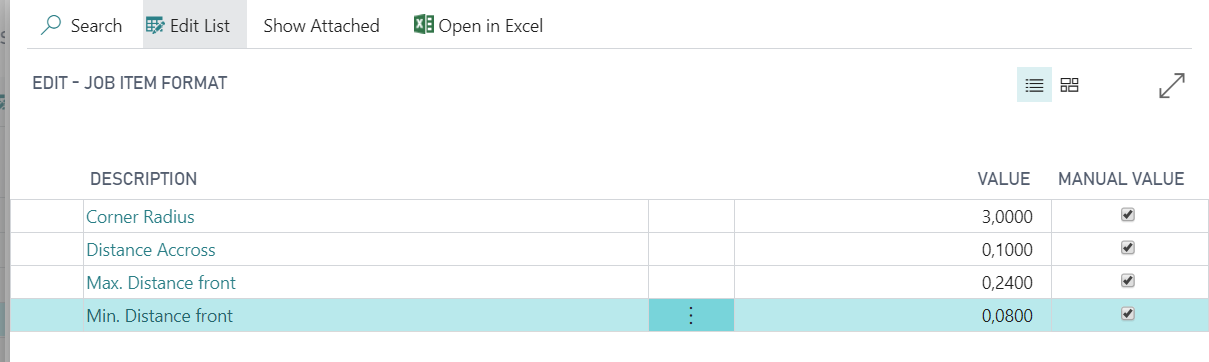 Search Edit List Show Attached Open in Excel
EDIT - JOB ITEM FORMAT
DESCRIPTION VALUE MANUAL VALUE
Corner Radius 3,0000
Distance Accross 0,1000
Max. Distance front 0,2400
Min. Distance front 0,0800